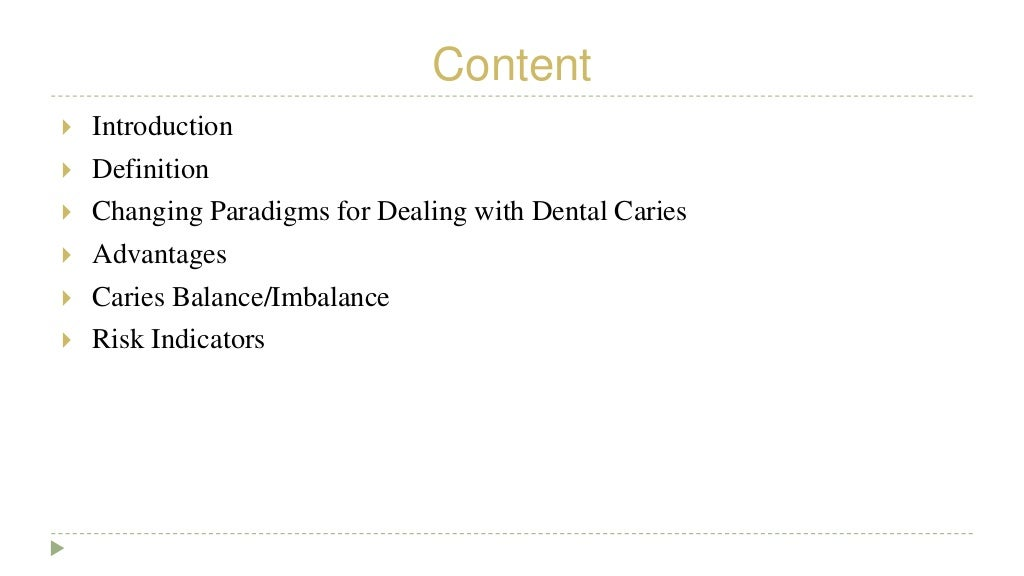 Content
Introduction
Definition
Changing Paradigms for Dealing with Dental Caries
Advantages
Caries Balance/Imbalance
Risk Indicators